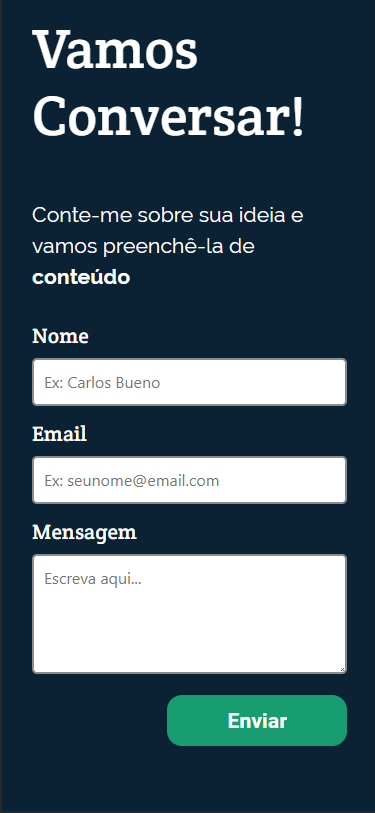 Vamos
Conversar!
Conte-me sobre sua ideia e
vamos preenchê-la de
conteúdo
Nome
Ex: Carlos Bueno
Email
Ex: seunome@email.com
Mensagem
Escreva aqui...
Enviar